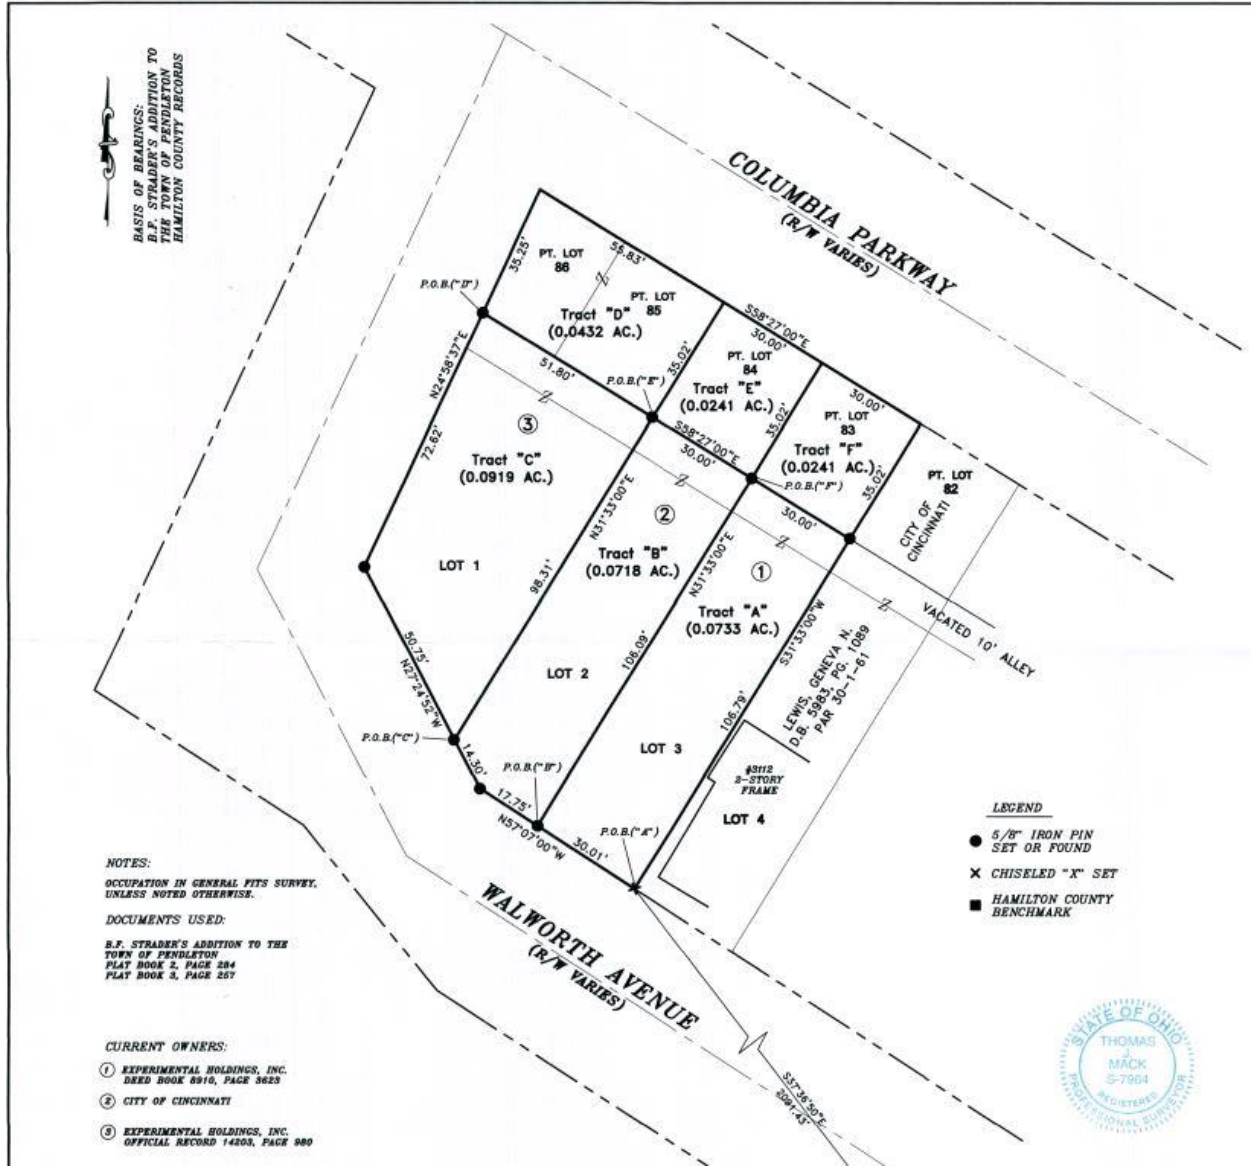 BASIS OF BEARINGS:
B.F. STRADER'S ADDITION TO
THE TOWN OF PENDLETON
HAMILTON COUNTY RECORDS
COLUMBIA PARKWAY
(R/W VARIES)
35.25'
PT. LOT
86
55.83'
P.O.B.("D")
PT. LOT
85
Tract "D"
(0.0432 AC.)
S58°27'00"E
30.00'
N24°58'37"E
72.62'
51.80'
P.O.B.("E")
35.02'
PT. LOT
84
Tract "E"
(0.0241 AC.)
30.00'
35.02'
PT. LOT
83
Tract "F"
(0.0241 AC.)
35.02'
PT. LOT
82
CITY OF
CINCINNATI
S58°27'00"E
30.00'
P.O.B.("F")
30.00'
3
Tract "C"
(0.0919 AC.)
N31°33'00"E
98.31'
2
Tract "B"
(0.0718 AC.)
N31°33'00"E
106.09'
1
Tract "A"
(0.0733 AC.)
S31°33'00"W
106.79'
LOT 1
VACATED 10' ALLEY
LEWIS, GENEVA N.
D.B. 5983, PG. 1089
PAR 30-1-61
50.75'
N27°24'52"W
LOT 2
P.O.B.("C")
14.30'
LOT 3
P.O.B.("B")
17.75'
N57°07'00"W
30.01'
P.O.B.("A")
#3112
2-STORY
FRAME
LOT 4
WALWORTH AVENUE
(R/W VARIES)
S37°36'50"E
2091.43'
LEGEND
5/8" IRON PIN
SET OR FOUND
CHISELED "X" SET
HAMILTON COUNTY
BENCHMARK
NOTES:
OCCUPATION IN GENERAL FITS SURVEY,
UNLESS NOTED OTHERWISE.
DOCUMENTS USED:
B.F. STRADER'S ADDITION TO THE
TOWN OF PENDLETON
PLAT BOOK 2, PAGE 284
PLAT BOOK 3, PAGE 257
CURRENT OWNERS:
1 EXPERIMENTAL HOLDINGS, INC.
DEED BOOK 8910, PAGE 3623
2 CITY OF CINCINNATI
3 EXPERIMENTAL HOLDINGS, INC.
OFFICIAL RECORD 14203, PAGE 980
STATE OF OHIO
THOMAS
J.
MACK
S-7964
REGISTERED
PROFESSIONAL SURVEYOR